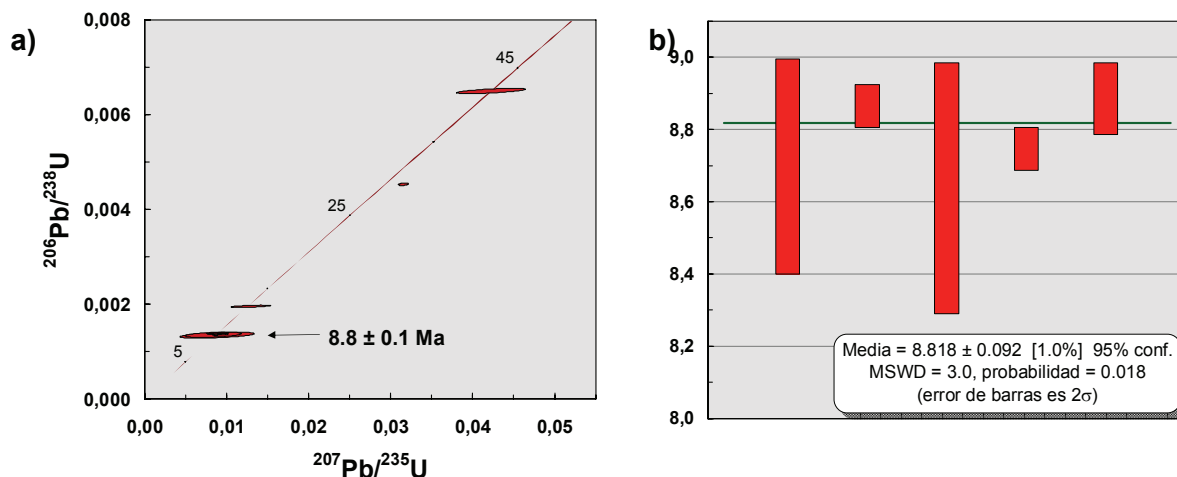 a)
0,008
0,006
0,004
0,002
0,000
206Pb/238U
45
25
5
8.8 ± 0.1 Ma
0,00
0,01
0,02
0,03
0,04
0,05
207Pb/235U
b)
9,0
8,8
8,6
8,4
8,2
8,0
Media = 8.818 ± 0.092 [1.0%] 95% conf.
MSWD = 3.0, probabilidad = 0.018
(error de barras es 2σ)